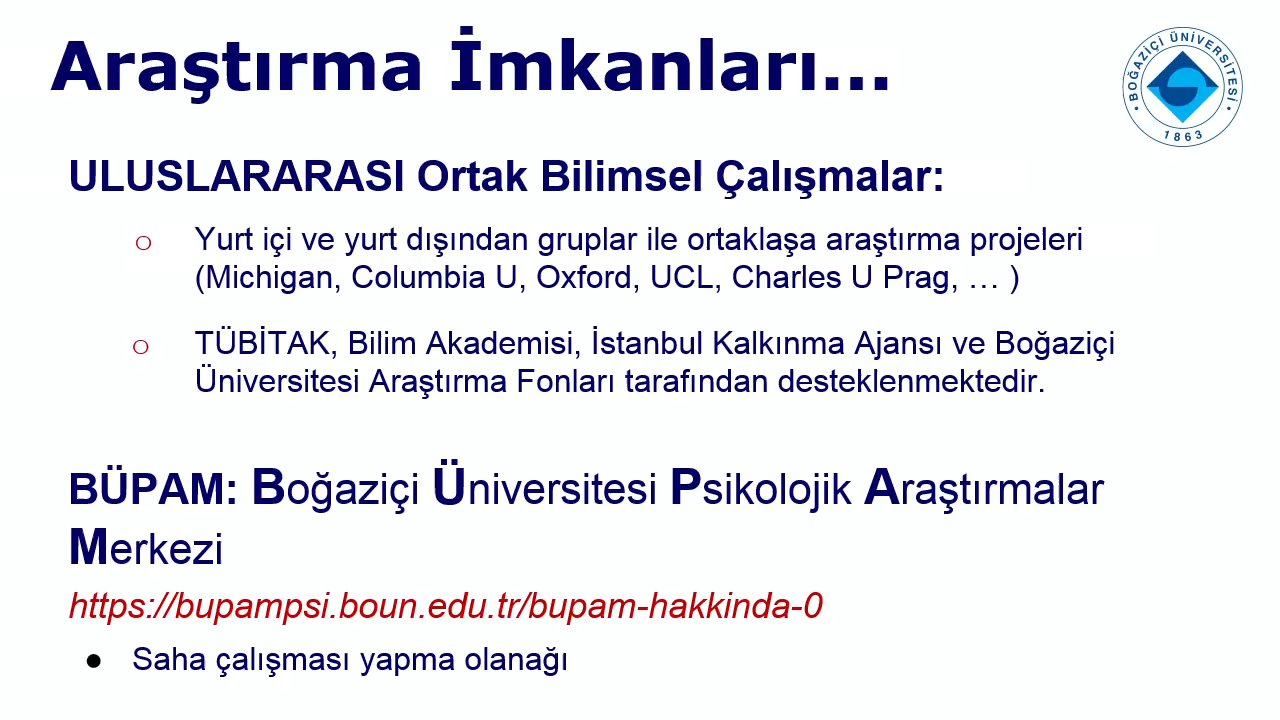 Araştırma İmkanları...
BOĞAZİÇİ ÜNİVERSİTESİ
1863
ULUSLARARASI Ortak Bilimsel Çalışmalar:
o Yurt içi ve yurt dışından gruplar ile ortaklaşa araştırma projeleri
(Michigan, Columbia U, Oxford, UCL, Charles U Prag, … )
o TÜBİTAK, Bilim Akademisi, İstanbul Kalkınma Ajansı ve Boğaziçi
Üniversitesi Araştırma Fonları tarafından desteklenmektedir.
BÜPAM: Boğaziçi Üniversitesi Psikolojik Araştırmalar
Merkezi
https://bupampsi.boun.edu.tr/bupam-hakkinda-0
● Saha çalışması yapma olanağı